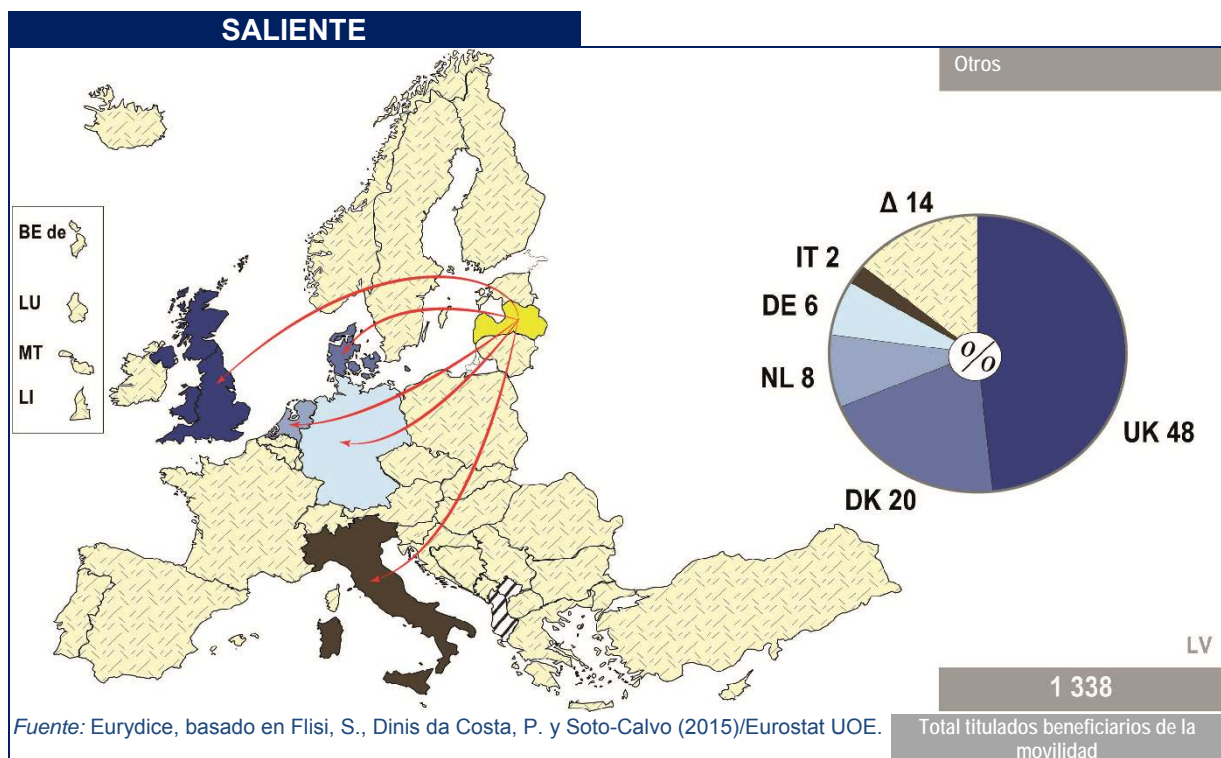 SALIENTE
Otros
BE de
LU
MT
LI
Δ 14
IT 2
DE 6
NL 8
DK 20
UK 48
%
LV
1 338
Total titulados beneficiarios de la
movilidad
Fuente: Eurydice, basado en Flisi, S., Dinis da Costa, P. y Soto-Calvo (2015)/Eurostat UOE.